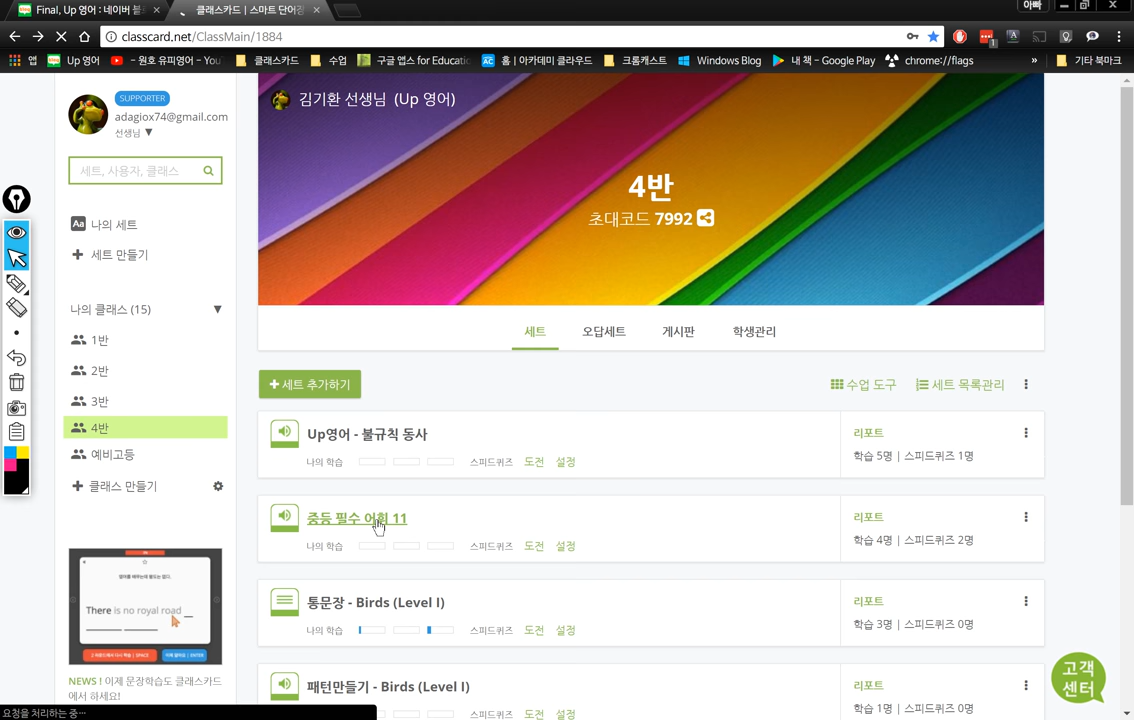 Final, Up 영어 : 네이버 블
클래스카드 | 스마트 단어장
아빠
classcard.net/ClassMain/1884
앱
Up 영어
- 원호 유피영어 - You
클래스카드
수업
구글 앱스 for Educatio
홈 | 아카데미 클라우드
크롬캐스트
Windows Blog
내 책 - Google Play
chrome://flags
»
기타 북마크
SUPPORTER
adagiox74@gmail.com
선생님 ▼
세트, 사용자, 클래스
Aa 나의 세트
+ 세트 만들기
나의 클래스 (15) ▼
1반
2반
3반
4반
예비고등
+ 클래스 만들기
There is no royal road
NEWS ! 이제 문장학습도 클래스카드
에서 하세요!
요청을 처리하는 중…
김기환 선생님 (Up 영어)
4반
초대코드 7992
세트
오답세트
게시판
학생관리
+ 세트 추가하기
수업 도구
세트 목록관리
Up영어 - 불규칙 동사
나의 학습
스피드퀴즈 도전 설정
리포트
학습 5명 | 스피드퀴즈 1명
중등 필수 어휘 11
나의 학습
스피드퀴즈 도전 설정
리포트
학습 4명 | 스피드퀴즈 2명
통문장 - Birds (Level I)
나의 학습
스피드퀴즈 도전 설정
리포트
학습 3명 | 스피드퀴즈 0명
패턴만들기 - Birds (Level I)
나의 학습
스피드퀴즈 도전 설정
리포트
학습 1명 | 스피드퀴즈 0명
고객
센터